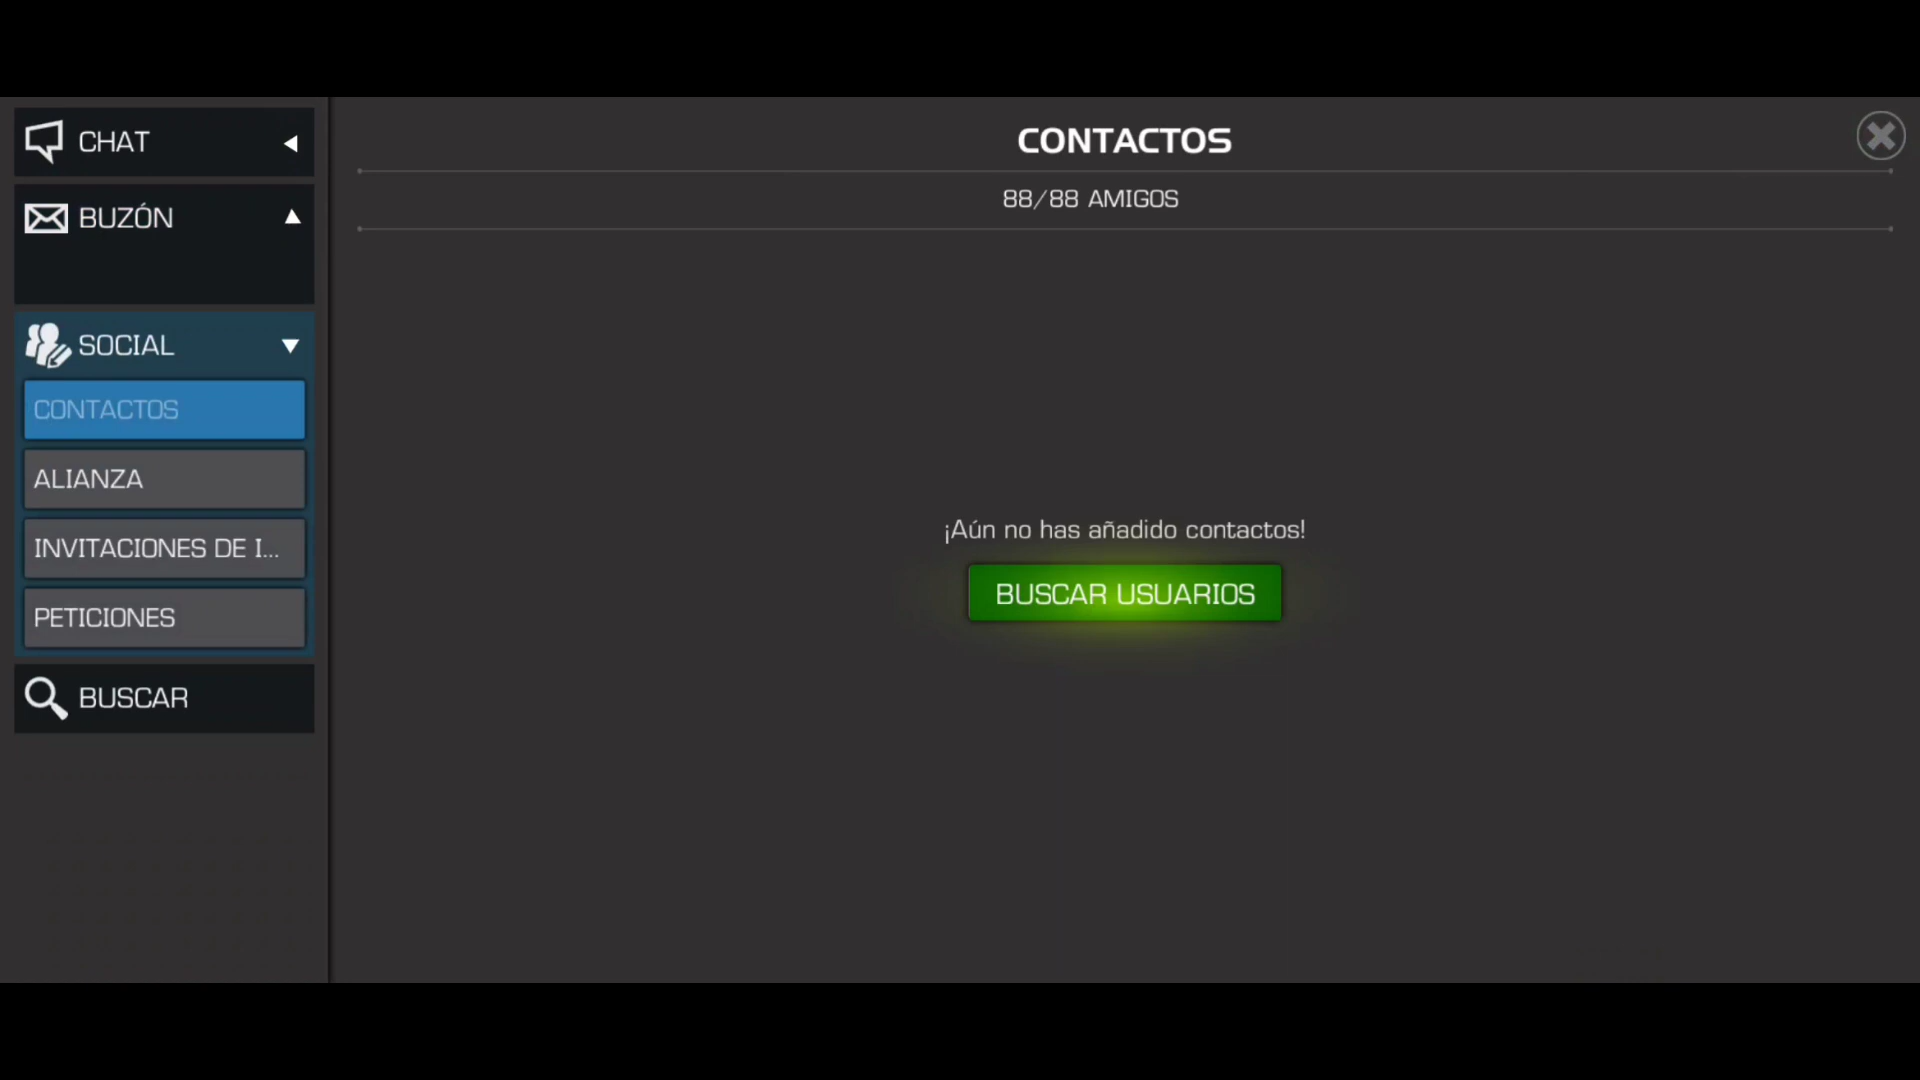 CHAT
BUZÓN
SOCIAL
CONTACTOS
ALIANZA
INVITACIONES DE I...
PETICIONES
BUSCAR
CONTACTOS
88/88 AMIGOS
¡Aún no has añadido contactos!
BUSCAR USUARIOS